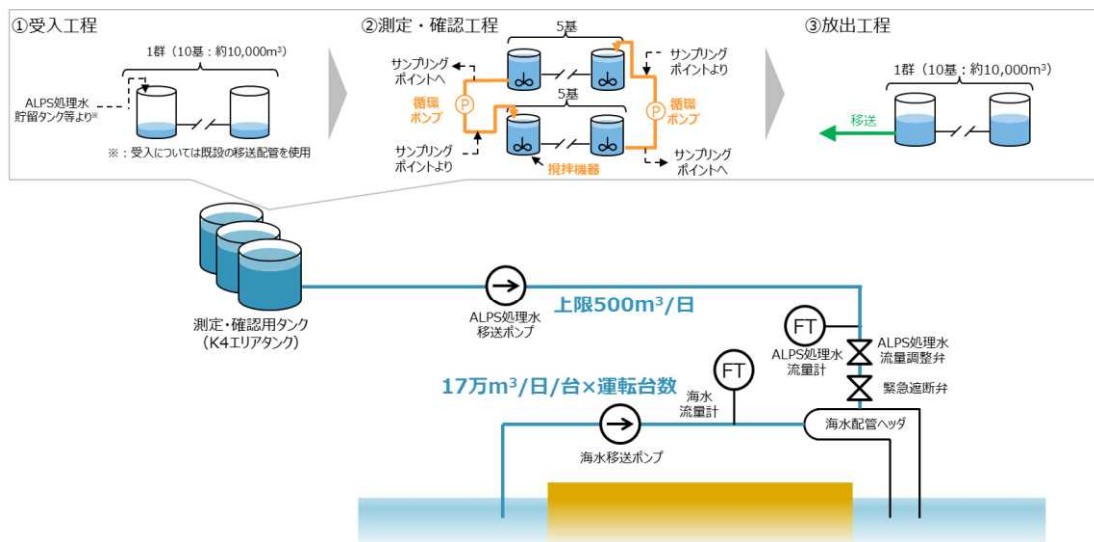 ①受入工程
1群（10基：約10,000m³）
ALPS処理水
貯留タンク等より※
※：受入については既設の移送配管を使用
②測定・確認工程
5基
サンプリング
ポイントへ
サンプリング
ポイントより
循環
ポンプ
P
5基
P
循環
ポンプ
サンプリング
ポイントより
攪拌機器
サンプリング
ポイントへ
③放出工程
1群（10基：約10,000m³）
移送
測定・確認用タンク
（K4エリアタンク）
ALPS処理水
移送ポンプ
上限500m³/日
FT
ALPS処理水
流量計
ALPS処理水
流量調整弁
緊急遮断弁
17万m³/日/台×運転台数
FT
海水
流量計
海水移送ポンプ
海水配管ヘッダ